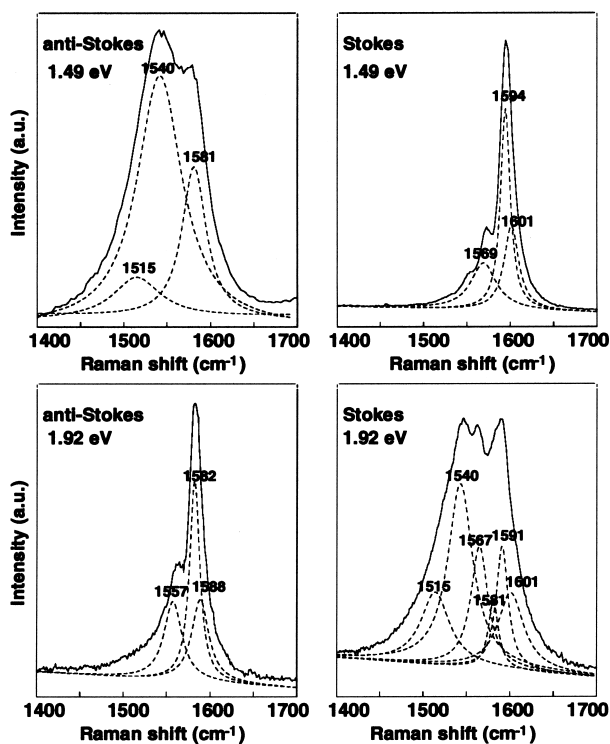 anti-Stokes
1.49 eV
1540
1581
1515
Intensity (a.u.)
1400 1500 1600 1700
Raman shift (cm-1)
Stokes
1.49 eV
1594
1601
1569
1400 1500 1600 1700
Raman shift (cm-1)
anti-Stokes
1.92 eV
1582
1557
1588
Intensity (a.u.)
1400 1500 1600 1700
Raman shift (cm-1)
Stokes
1.92 eV
1540
1567
1591
1515
1581
1601
1400 1500 1600 1700
Raman shift (cm-1)